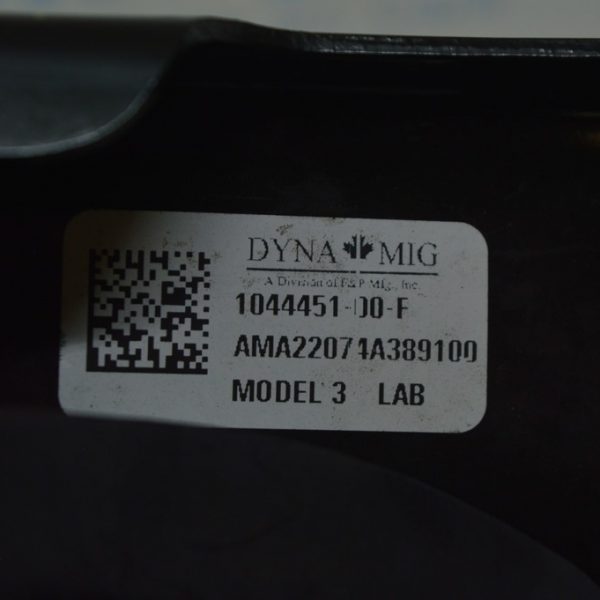 DYNA MIG
A Division of F&P Mfg., Inc.
1044451-00-F
AMA22074A389100
MODEL 3 LAB